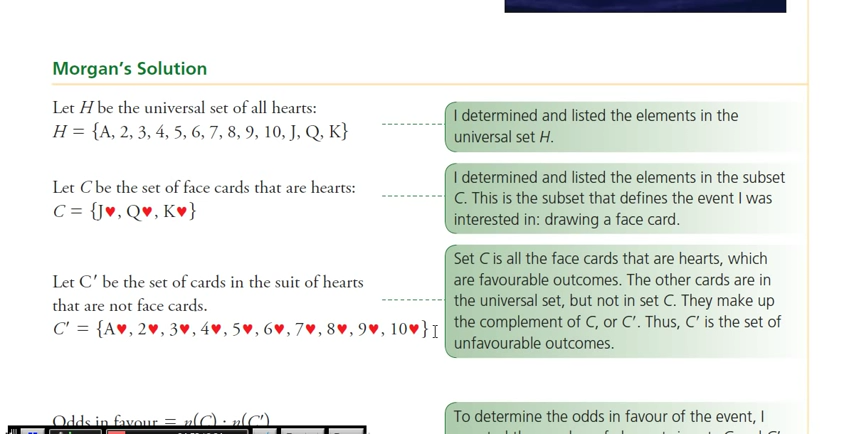 Morgan's Solution
Let H be the universal set of all hearts:
H = {A, 2, 3, 4, 5, 6, 7, 8, 9, 10, J, Q, K}
I determined and listed the elements in the
universal set H.
Let C be the set of face cards that are hearts:
C = {J♥, Q♥, K♥}
I determined and listed the elements in the subset
C. This is the subset that defines the event I was
interested in: drawing a face card.
Let C′ be the set of cards in the suit of hearts
that are not face cards.
C′ = {A♥, 2♥, 3♥, 4♥, 5♥, 6♥, 7♥, 8♥, 9♥, 10♥}
Set C is all the face cards that are hearts, which
are favourable outcomes. The other cards are in
the universal set, but not in set C. They make up
the complement of C, or C′. Thus, C′ is the set of
unfavourable outcomes.
Odds in favour = n(C) : n(C′)
To determine the odds in favour of the event, I